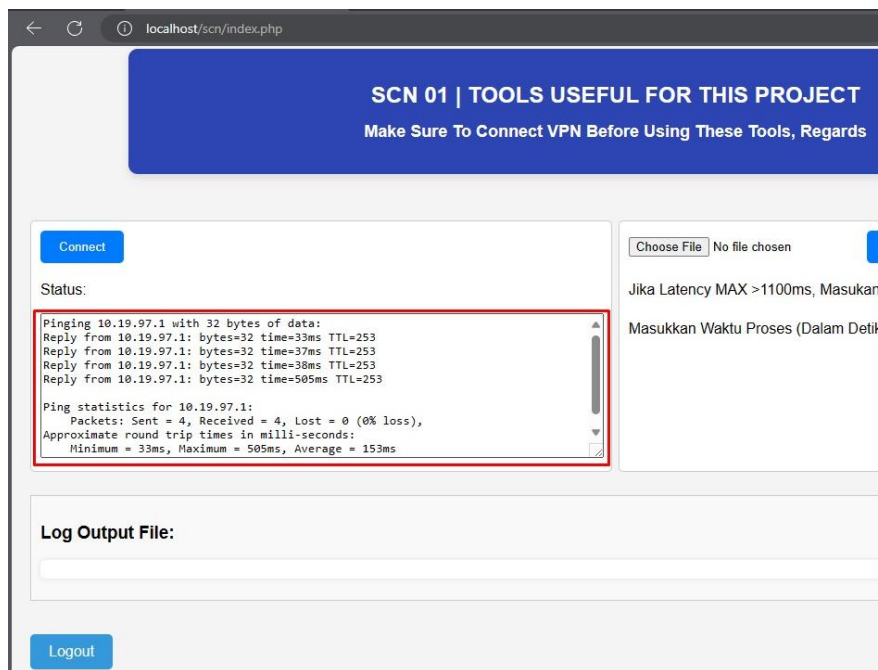 localhost/scn/index.php
SCN 01 | TOOLS USEFUL FOR THIS PROJECT
Make Sure To Connect VPN Before Using These Tools, Regards
Connect
Status:
Pinging 10.19.97.1 with 32 bytes of data:
Reply from 10.19.97.1: bytes=32 time=33ms TTL=253
Reply from 10.19.97.1: bytes=32 time=37ms TTL=253
Reply from 10.19.97.1: bytes=32 time=38ms TTL=253
Reply from 10.19.97.1: bytes=32 time=505ms TTL=253
Ping statistics for 10.19.97.1:
Packets: Sent = 4, Received = 4, Lost = 0 (0% loss),
Approximate round trip times in milli-seconds:
Minimum = 33ms, Maximum = 505ms, Average = 153ms
Choose File No file chosen
Jika Latency MAX >1100ms, Masukan
Masukkan Waktu Proses (Dalam Detik
Log Output File:
Logout